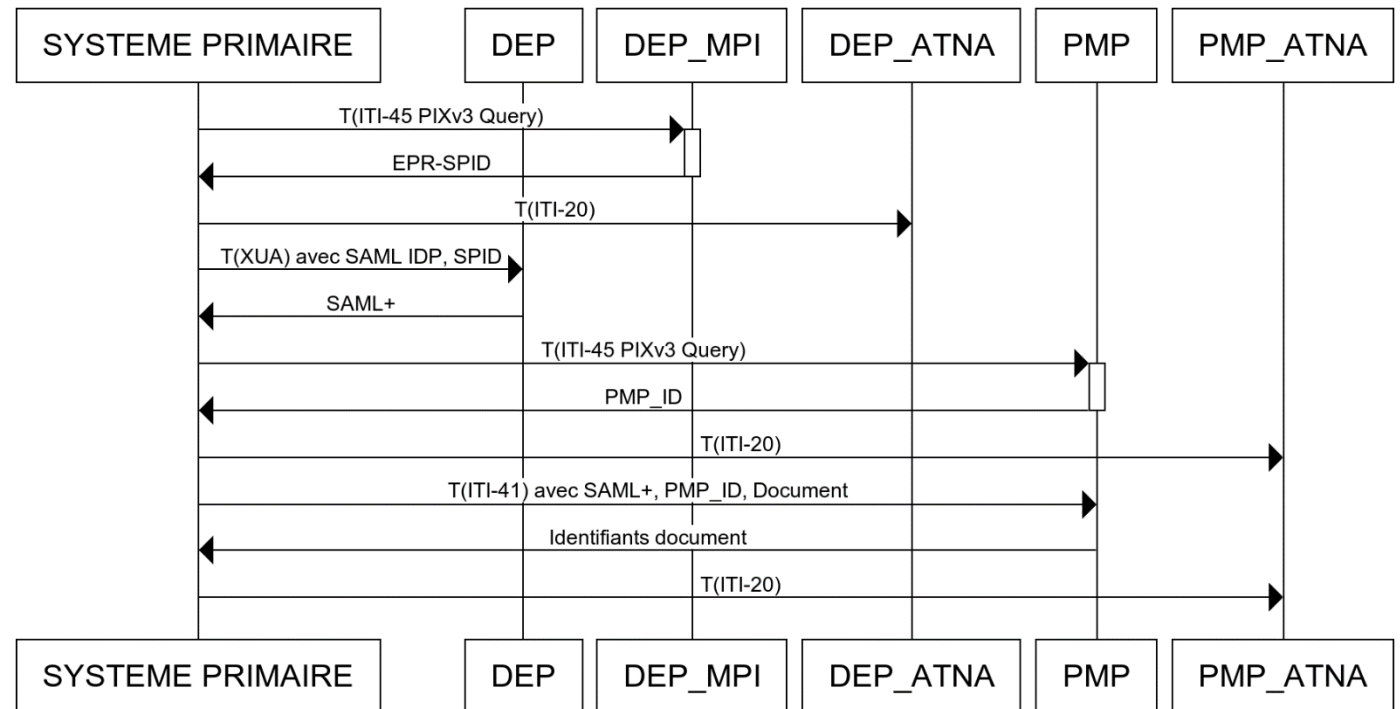 SYSTEME PRIMAIRE DEP DEP_MPI DEP_ATNA PMP PMP_ATNA
T(ITI-45 PIXv3 Query)
EPR-SPID
T(ITI-20)
T(XUA) avec SAML IDP, SPID
SAML+
T(ITI-45 PIXv3 Query)
PMP_ID
T(ITI-20)
T(ITI-41) avec SAML+, PMP_ID, Document
Identifiants document
T(ITI-20)
SYSTEME PRIMAIRE DEP DEP_MPI DEP_ATNA PMP PMP_ATNA